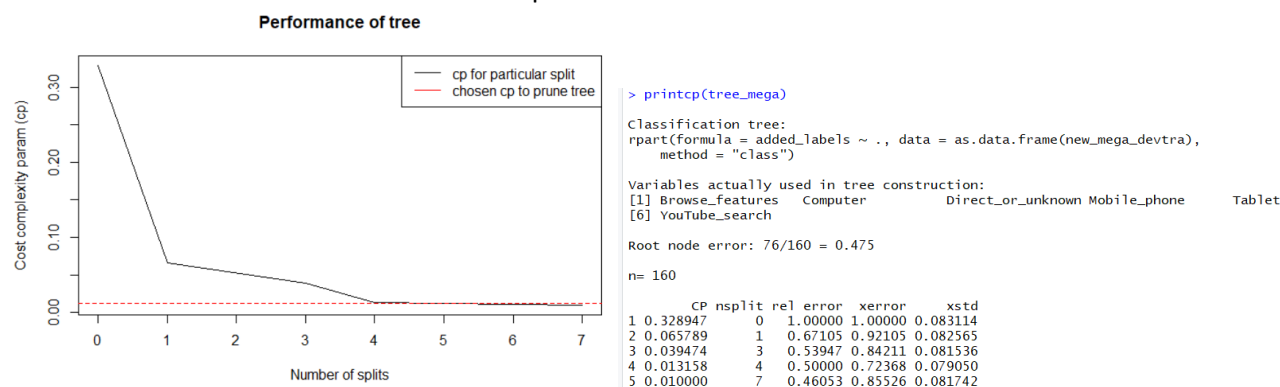 Performance of tree
Cost complexity param (cp)
0.30
0.20
0.10
0.00
cp for particular split
chosen cp to prune tree
0 1 2 3 4 5 6 7
Number of splits
> printcp(tree_mega)
Classification tree:
rpart(formula = added_labels ~ ., data = as.data.frame(new_mega_devtra),
    method = "class")
Variables actually used in tree construction:
[1] Browse_features   Computer          Direct_or_unknown Mobile_phone      Tablet
[6] YouTube_search
Root node error: 76/160 = 0.475
n= 160
        CP nsplit rel error  xerror     xstd
1 0.328947      0   1.00000 1.00000 0.083114
2 0.065789      1   0.67105 0.92105 0.082565
3 0.039474      3   0.53947 0.84211 0.081536
4 0.013158      4   0.50000 0.72368 0.079050
5 0.010000      7   0.46053 0.85526 0.081742